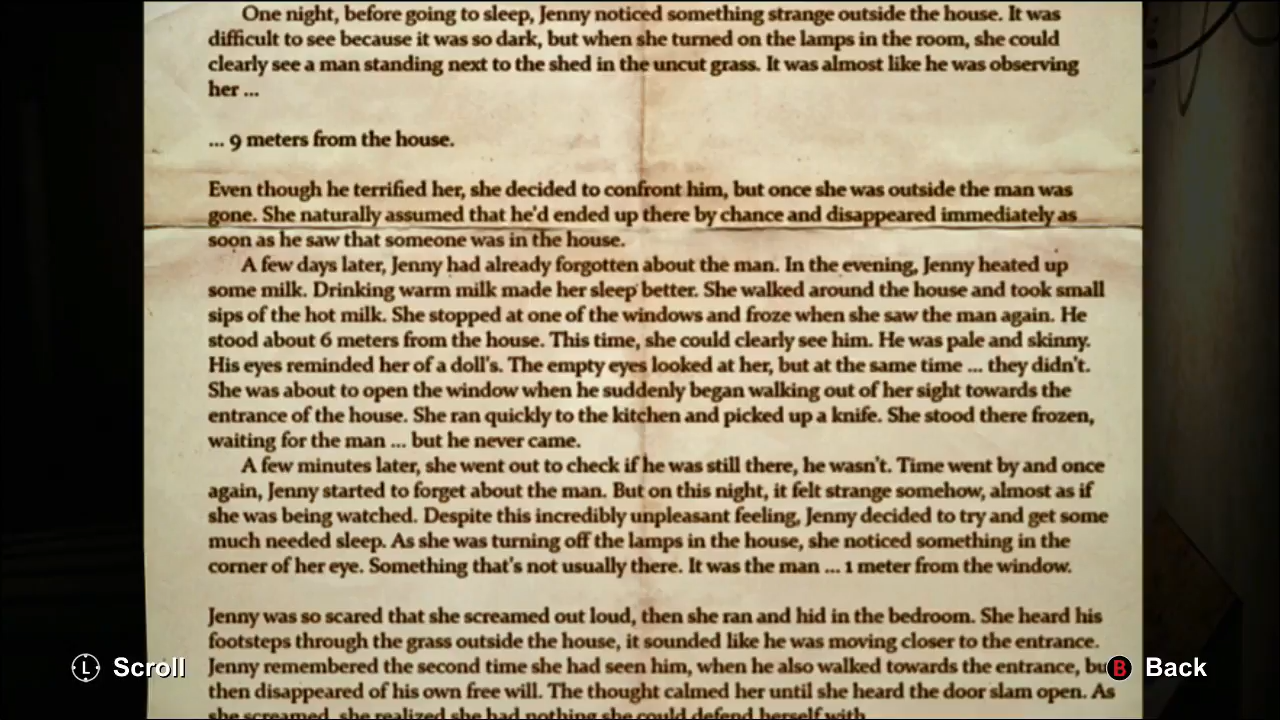 One night, before going to sleep, Jenny noticed something strange outside the house. It was
difficult to see because it was so dark, but when she turned on the lamps in the room, she could
clearly see a man standing next to the shed in the uncut grass. It was almost like he was observing
her ...
... 9 meters from the house.
Even though he terrified her, she decided to confront him, but once she was outside the man was
gone. She naturally assumed that he'd ended up there by chance and disappeared immediately as
soon as he saw that someone was in the house.
A few days later, Jenny had already forgotten about the man. In the evening, Jenny heated up
some milk. Drinking warm milk made her sleep better. She walked around the house and took small
sips of the hot milk. She stopped at one of the windows and froze when she saw the man again. He
stood about 6 meters from the house. This time, she could clearly see him. He was pale and skinny.
His eyes reminded her of a doll's. The empty eyes looked at her, but at the same time ... they didn't.
She was about to open the window when he suddenly began walking out of her sight towards the
entrance of the house. She ran quickly to the kitchen and picked up a knife. She stood there frozen,
waiting for the man ... but he never came.
A few minutes later, she went out to check if he was still there, he wasn't. Time went by and once
again, Jenny started to forget about the man. But on this night, it felt strange somehow, almost as if
she was being watched. Despite this incredibly unpleasant feeling, Jenny decided to try and get some
much needed sleep. As she was turning off the lamps in the house, she noticed something in the
corner of her eye. Something that's not usually there. It was the man ... 1 meter from the window.
Jenny was so scared that she screamed out loud, then she ran and hid in the bedroom. She heard his
footsteps through the grass outside the house, it sounded like he was moving closer to the entrance.
Jenny remembered the second time she had seen him, when he also walked towards the entrance, bu
then disappeared of his own free will. The thought calmed her until she heard the door slam open. As
she screamed, she realized she had nothing she could defend herself with
L Scroll
B Back